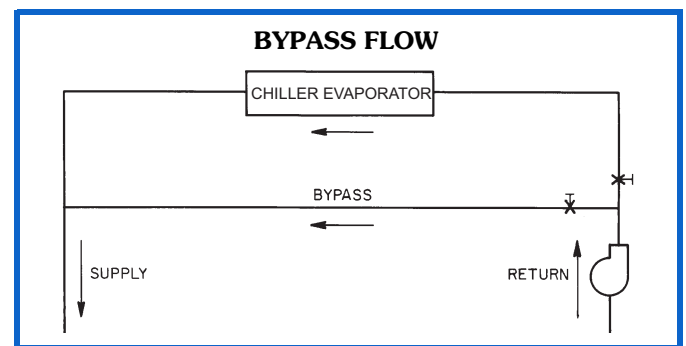 BYPASS FLOW
CHILLER EVAPORATOR
BYPASS
SUPPLY
RETURN